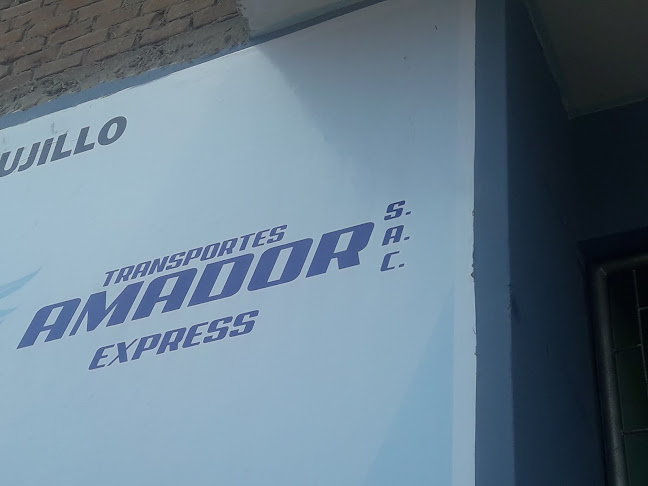 UJILLO
TRANSPORTES
AMADOR S.A.C.
EXPRESS